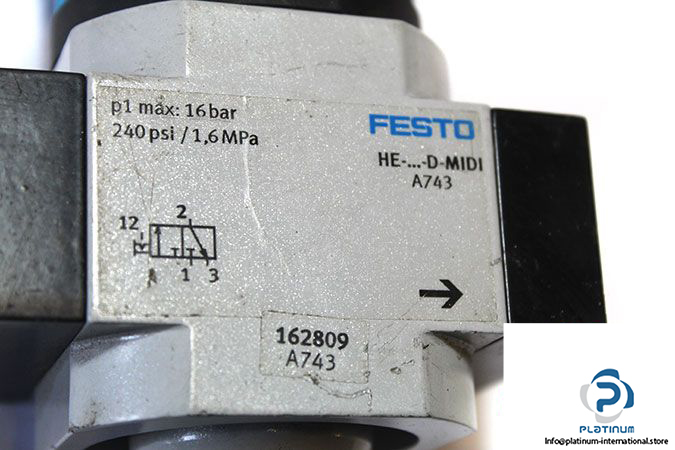 p1 max: 16 bar
240 psi / 1,6 MPa
FESTO
HE-...-D-MIDI
A743
12
2
1
3
162809
A743
PLATINUM
Info@platinum-international.store